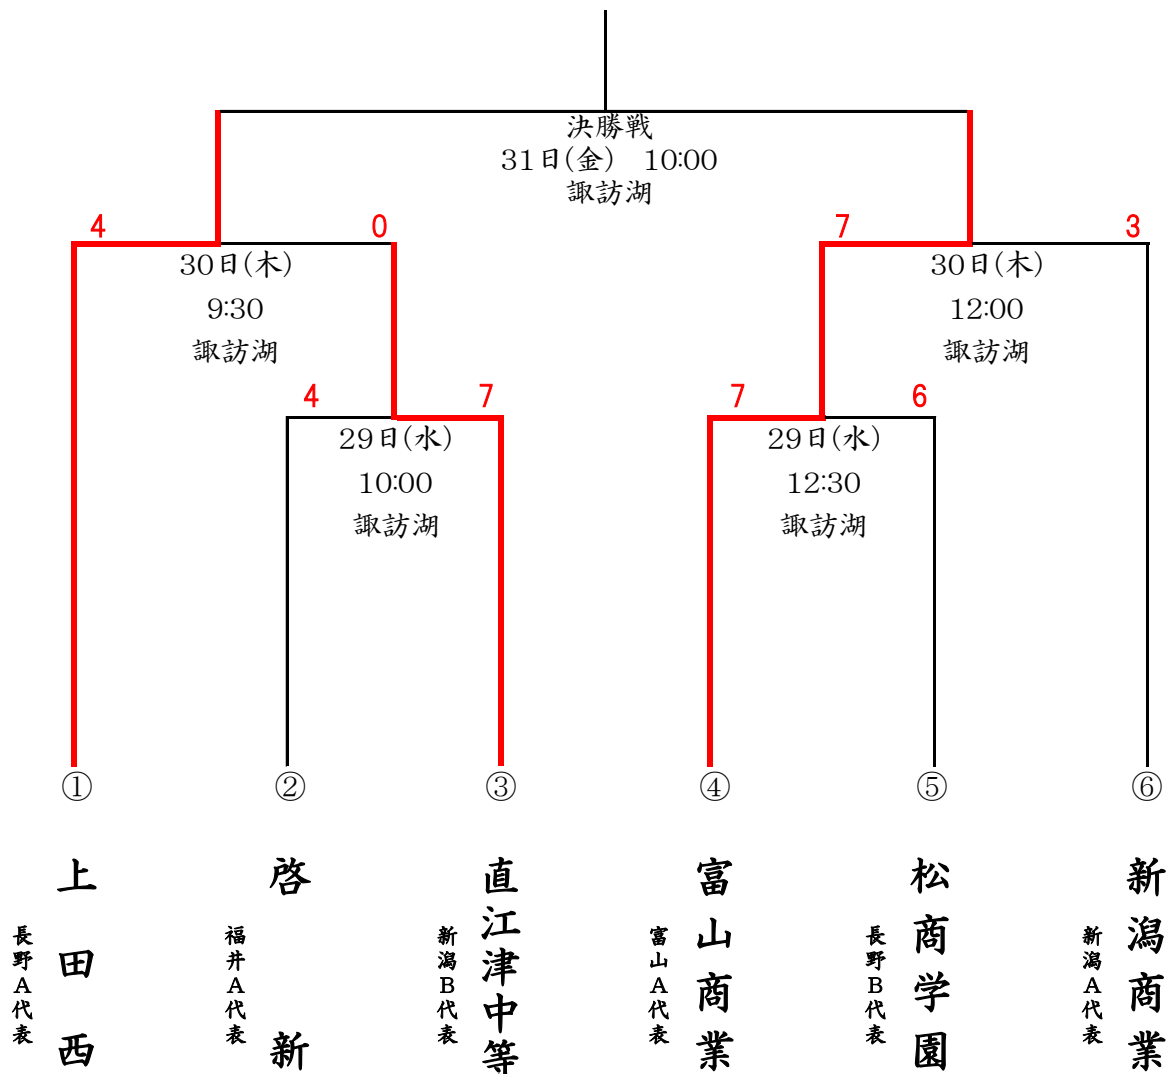 決勝戦
31日(金) 10:00
諏訪湖
4
0
7
3
30日(木)
9:30
諏訪湖
30日(木)
12:00
諏訪湖
4
7
7
6
29日(水)
10:00
諏訪湖
29日(水)
12:30
諏訪湖
①
②
③
④
⑤
⑥
上田西
長野A代表
啓新
福井A代表
直江津中等
新潟B代表
富山商業
富山A代表
松商学園
長野B代表
新潟商業
新潟A代表